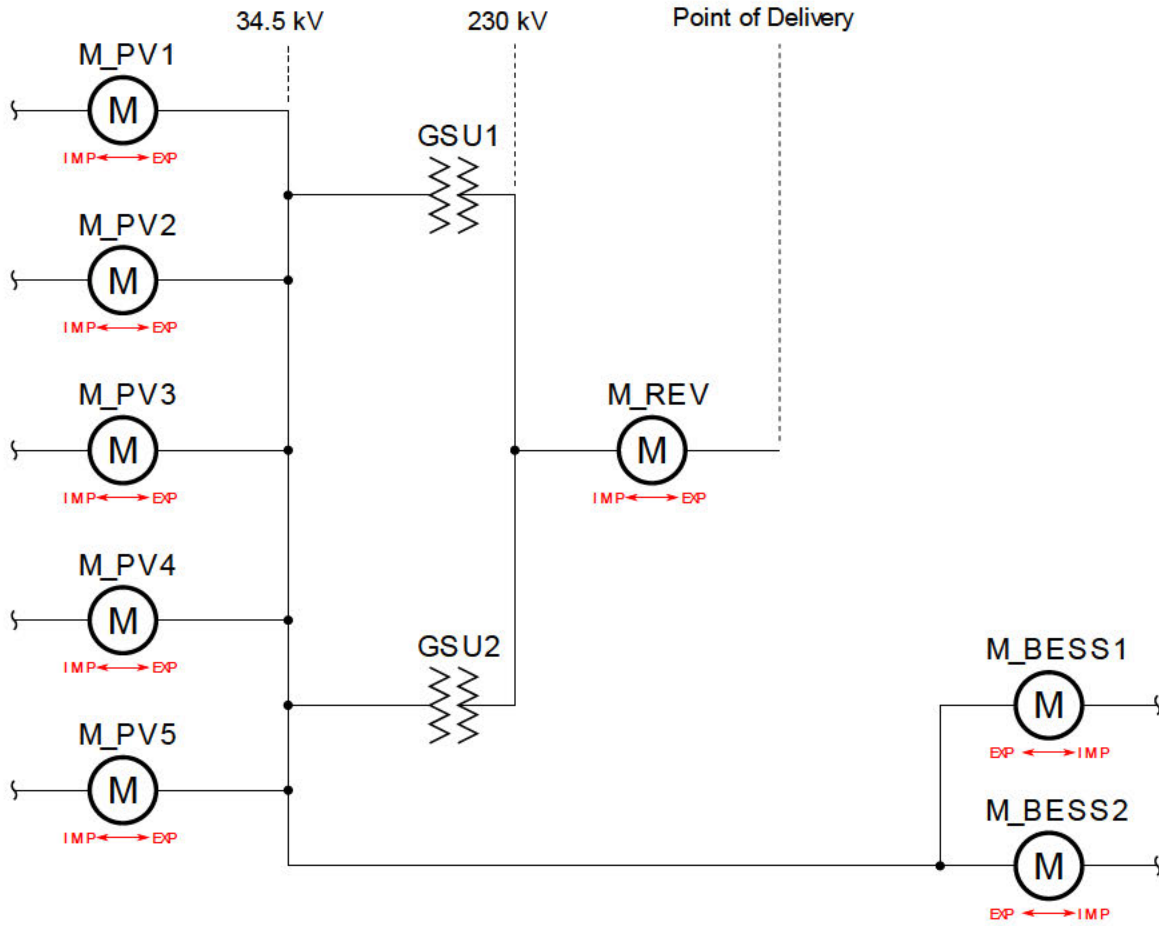 34.5 kV
230 kV
Point of Delivery
M_PV1
M
IMP EXP
GSU1
M_PV2
M
IMP EXP
M_PV3
M
IMP EXP
M_REV
M
IMP EXP
M_PV4
M
IMP EXP
GSU2
M_BESS1
M
EXP IMP
M_PV5
M
IMP EXP
M_BESS2
M
EXP IMP